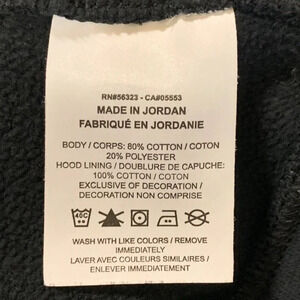 RN#56323 - CA#05553
MADE IN JORDAN
FABRIQUÉ EN JORDANIE
BODY / CORPS: 80% COTTON / COTON
20% POLYESTER
HOOD LINING / DOUBLURE DE CAPUCHE:
100% COTTON / COTON
EXCLUSIVE OF DECORATION /
DECORATION NON COMPRISE
40C
WASH WITH LIKE COLORS / REMOVE
IMMEDIATELY
LAVER AVEC COULEURS SIMILAIRES /
ENLEVER IMMEDIATEMENT